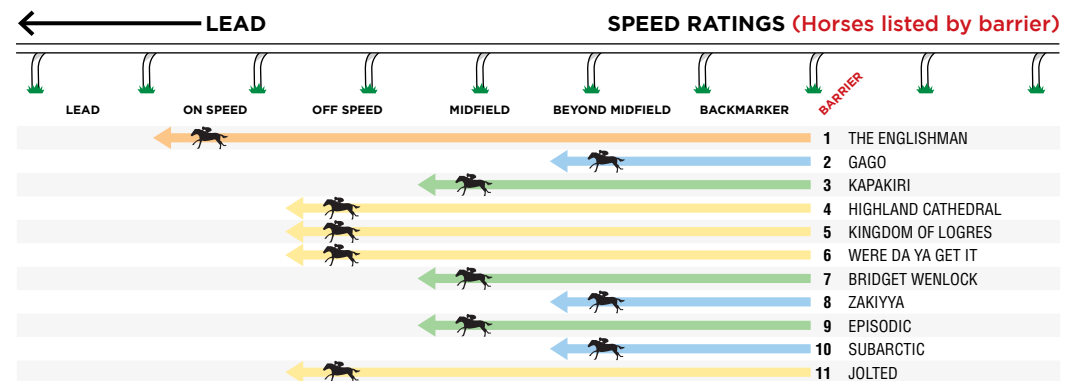 LEAD SPEED RATINGS (Horses listed by barrier)
LEAD ON SPEED OFF SPEED MIDFIELD BEYOND MIDFIELD BACKMARKER BARRIER
1 THE ENGLISHMAN
2 GAGO
3 KAPAKIRI
4 HIGHLAND CATHEDRAL
5 KINGDOM OF LOGRES
6 WERE DA YA GET IT
7 BRIDGET WENLOCK
8 ZAKIYYA
9 EPISODIC
10 SUBARCTIC
11 JOLTED